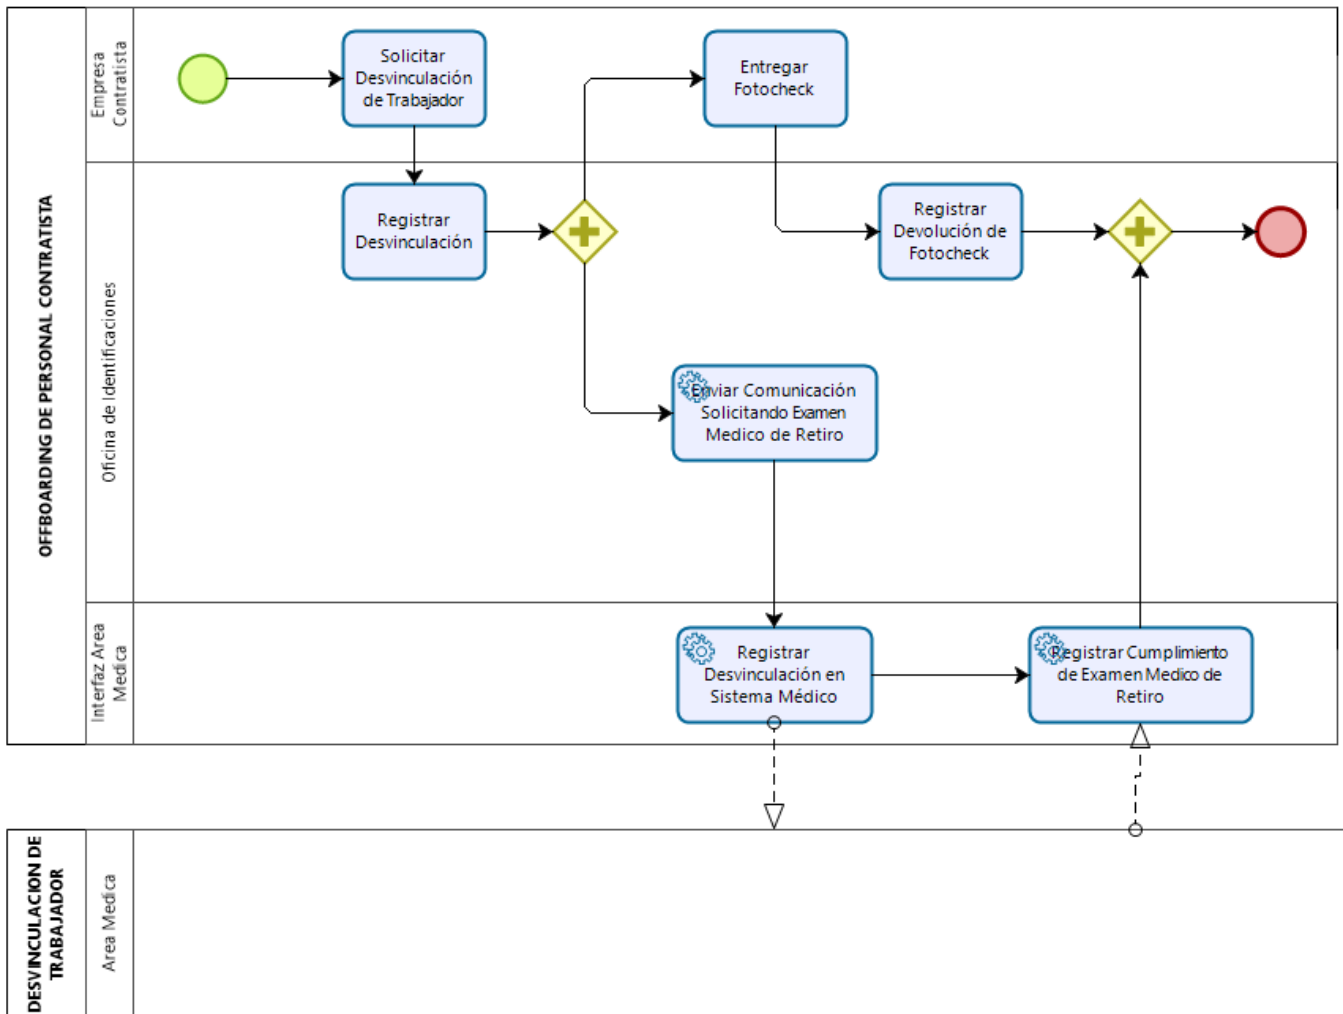 OFFBOARDING DE PERSONAL CONTRATISTA
Empresa
Contratista
Solicitar
Desvinculación
de Trabajador
Entregar
Fotocheck
Oficina de Identificaciones
Registrar
Desvinculación
Registrar
Devolución de
Fotocheck
Enviar Comunicación
Solicitando Examen
Medico de Retiro
Interfaz Area
Medica
Registrar
Desvinculación en
Sistema Médico
Registrar Cumplimiento
de Examen Medico de
Retiro
DESVINCULACION DE
TRABAJADOR
Area Medica